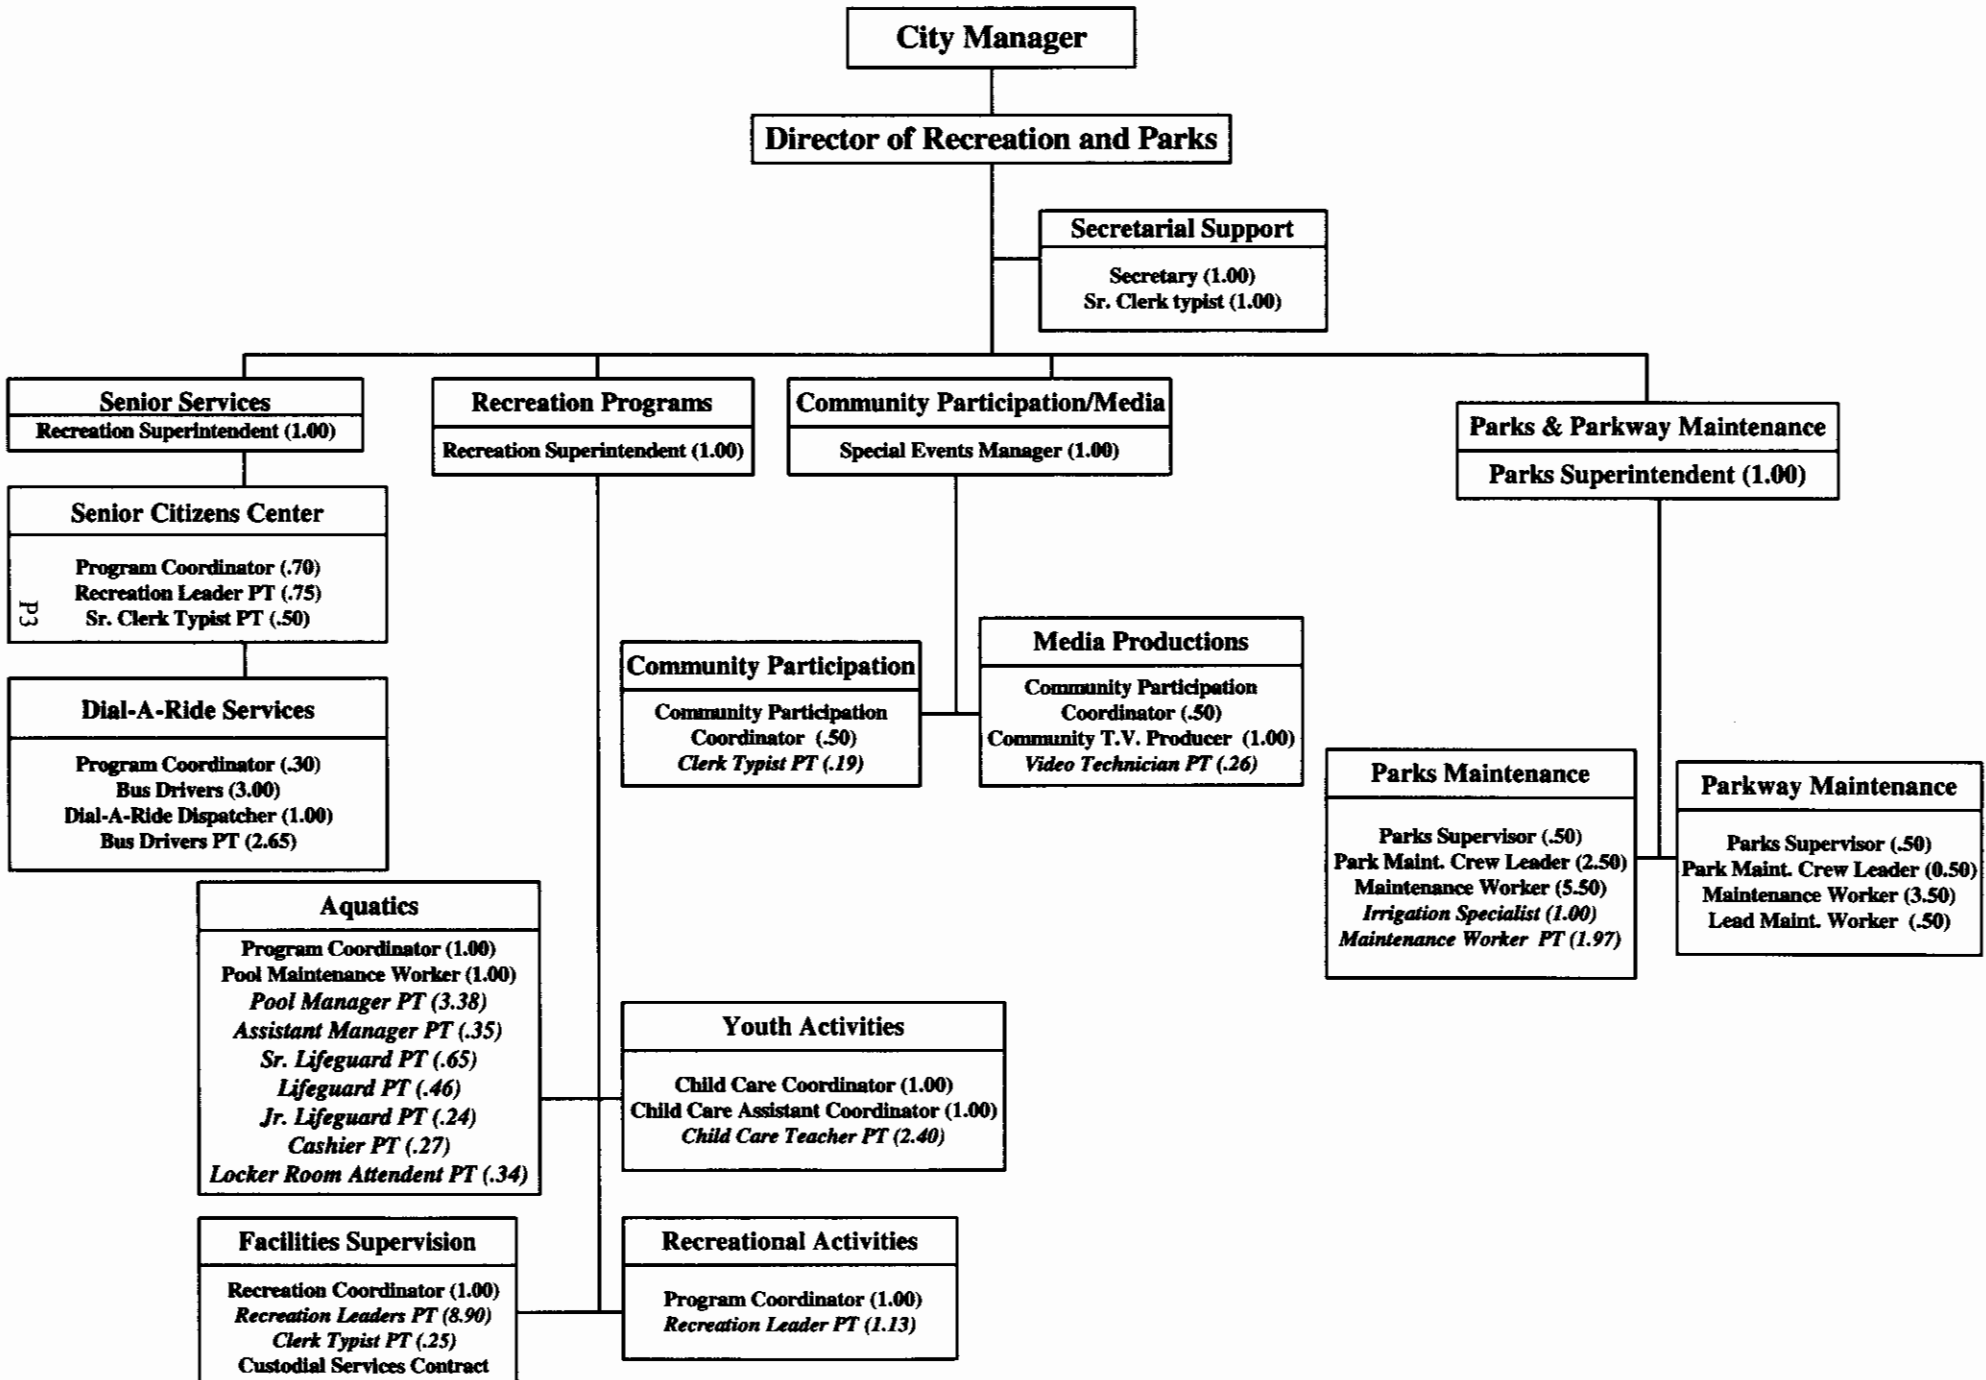 City Manager
Director of Recreation and Parks
Secretarial Support
Secretary (1.00)
Sr. Clerk typist (1.00)
Senior Services
Recreation Superintendent (1.00)
Recreation Programs
Recreation Superintendent (1.00)
Community Participation/Media
Special Events Manager (1.00)
Parks & Parkway Maintenance
Parks Superintendent (1.00)
Senior Citizens Center
Program Coordinator (.70)
Recreation Leader PT (.75)
Sr. Clerk Typist PT (.50)
P3
Dial-A-Ride Services
Program Coordinator (.30)
Bus Drivers (3.00)
Dial-A-Ride Dispatcher (1.00)
Bus Drivers PT (2.65)
Community Participation
Community Participation
Coordinator (.50)
Clerk Typist PT (.19)
Media Productions
Community Participation
Coordinator (.50)
Community T.V. Producer (1.00)
Video Technician PT (.26)
Parks Maintenance
Parks Supervisor (.50)
Park Maint. Crew Leader (2.50)
Maintenance Worker (5.50)
Irrigation Specialist (1.00)
Maintenance Worker PT (1.97)
Parkway Maintenance
Parks Supervisor (.50)
Park Maint. Crew Leader (0.50)
Maintenance Worker (3.50)
Lead Maint. Worker (.50)
Aquatics
Program Coordinator (1.00)
Pool Maintenance Worker (1.00)
Pool Manager PT (3.38)
Assistant Manager PT (.35)
Sr. Lifeguard PT (.65)
Lifeguard PT (.46)
Jr. Lifeguard PT (.24)
Cashier PT (.27)
Locker Room Attendent PT (.34)
Youth Activities
Child Care Coordinator (1.00)
Child Care Assistant Coordinator (1.00)
Child Care Teacher PT (2.40)
Facilities Supervision
Recreation Coordinator (1.00)
Recreation Leaders PT (8.90)
Clerk Typist PT (.25)
Custodial Services Contract
Recreational Activities
Program Coordinator (1.00)
Recreation Leader PT (1.13)